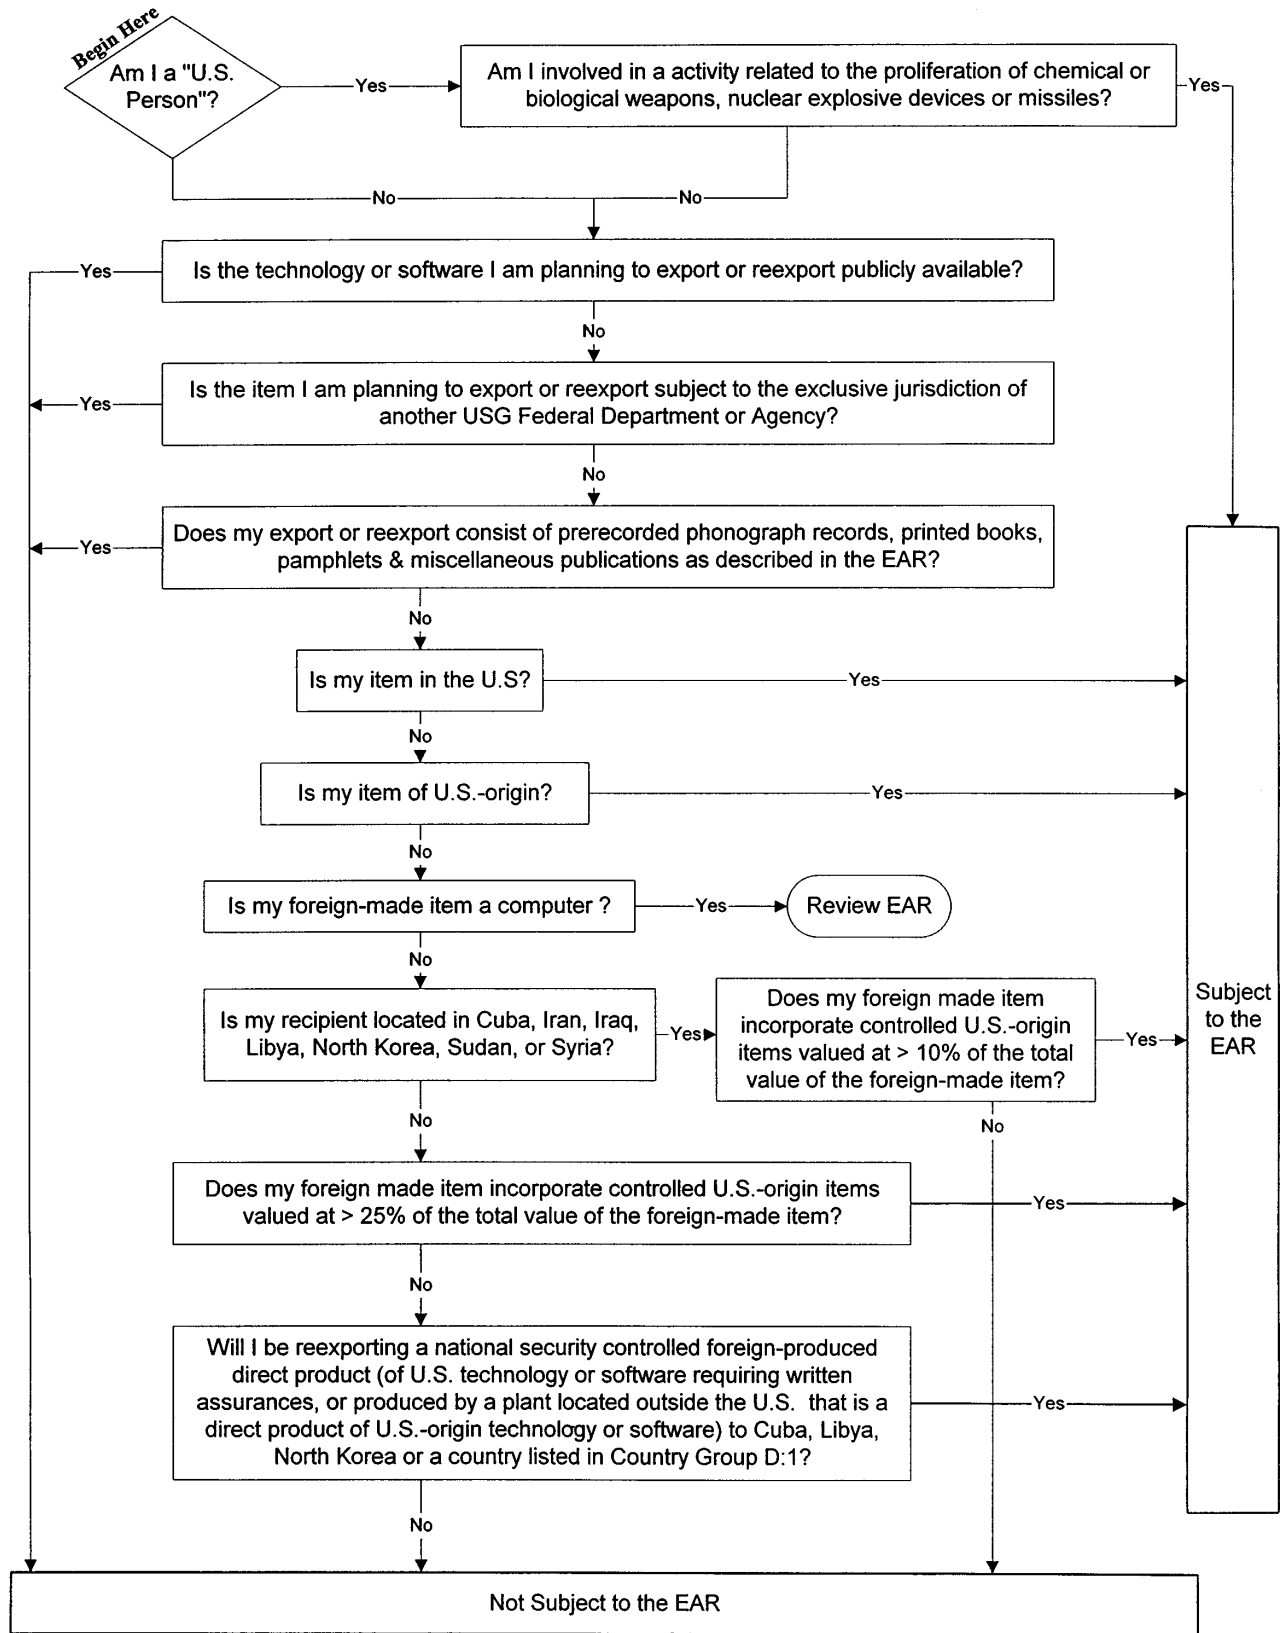 Begin Here
Am I a "U.S.
Person"?
Yes
Am I involved in a activity related to the proliferation of chemical or
biological weapons, nuclear explosive devices or missiles?
Yes
No
No
Yes
Is the technology or software I am planning to export or reexport publicly available?
No
Yes
Is the item I am planning to export or reexport subject to the exclusive jurisdiction of
another USG Federal Department or Agency?
No
Yes
Does my export or reexport consist of prerecorded phonograph records, printed books,
pamphlets & miscellaneous publications as described in the EAR?
No
Is my item in the U.S?
Yes
No
Is my item of U.S.-origin?
Yes
No
Is my foreign-made item a computer ?
Yes
Review EAR
No
Is my recipient located in Cuba, Iran, Iraq,
Libya, North Korea, Sudan, or Syria?
Yes
Does my foreign made item
incorporate controlled U.S.-origin
items valued at > 10% of the total
value of the foreign-made item?
Yes
Subject
to the
EAR
No
No
Does my foreign made item incorporate controlled U.S.-origin items
valued at > 25% of the total value of the foreign-made item?
Yes
No
Will I be reexporting a national security controlled foreign-produced
direct product (of U.S. technology or software requiring written
assurances, or produced by a plant located outside the U.S. that is a
direct product of U.S.-origin technology or software) to Cuba, Libya,
North Korea or a country listed in Country Group D:1?
Yes
No
Not Subject to the EAR